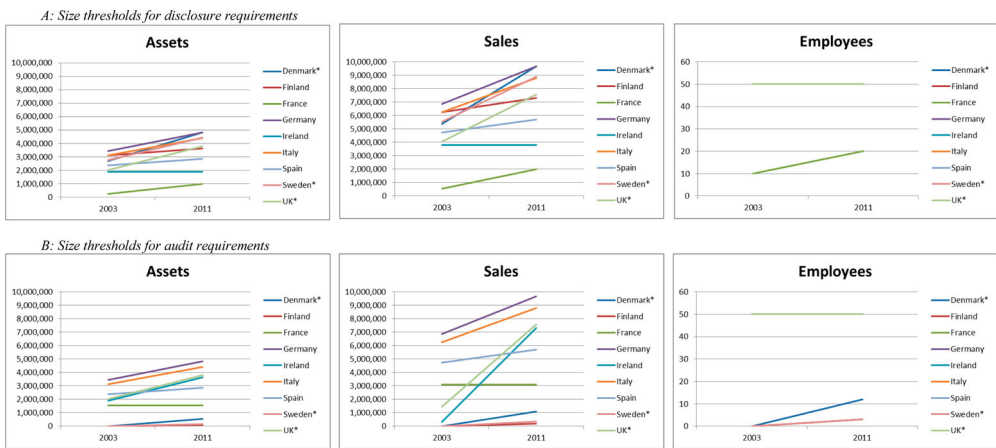 A: Size thresholds for disclosure requirements
Assets
10,000,000
9,000,000
8,000,000
7,000,000
6,000,000
5,000,000
4,000,000
3,000,000
2,000,000
1,000,000
0
2003 2011
Denmark*
Finland
France
Germany
Ireland
Italy
Spain
Sweden*
UK*
Sales
10,000,000
9,000,000
8,000,000
7,000,000
6,000,000
5,000,000
4,000,000
3,000,000
2,000,000
1,000,000
0
2003 2011
Denmark*
Finland
France
Germany
Ireland
Italy
Spain
Sweden*
UK*
Employees
60
50
40
30
20
10
0
2003 2011
Denmark*
Finland
France
Germany
Ireland
Italy
Spain
Sweden*
UK*
B: Size thresholds for audit requirements
Assets
10,000,000
9,000,000
8,000,000
7,000,000
6,000,000
5,000,000
4,000,000
3,000,000
2,000,000
1,000,000
0
2003 2011
Denmark*
Finland
France
Germany
Ireland
Italy
Spain
Sweden*
UK*
Sales
10,000,000
9,000,000
8,000,000
7,000,000
6,000,000
5,000,000
4,000,000
3,000,000
2,000,000
1,000,000
0
2003 2011
Denmark*
Finland
France
Germany
Ireland
Italy
Spain
Sweden*
UK*
Employees
60
50
40
30
20
10
0
2003 2011
Denmark*
Finland
France
Germany
Ireland
Italy
Spain
Sweden*
UK*